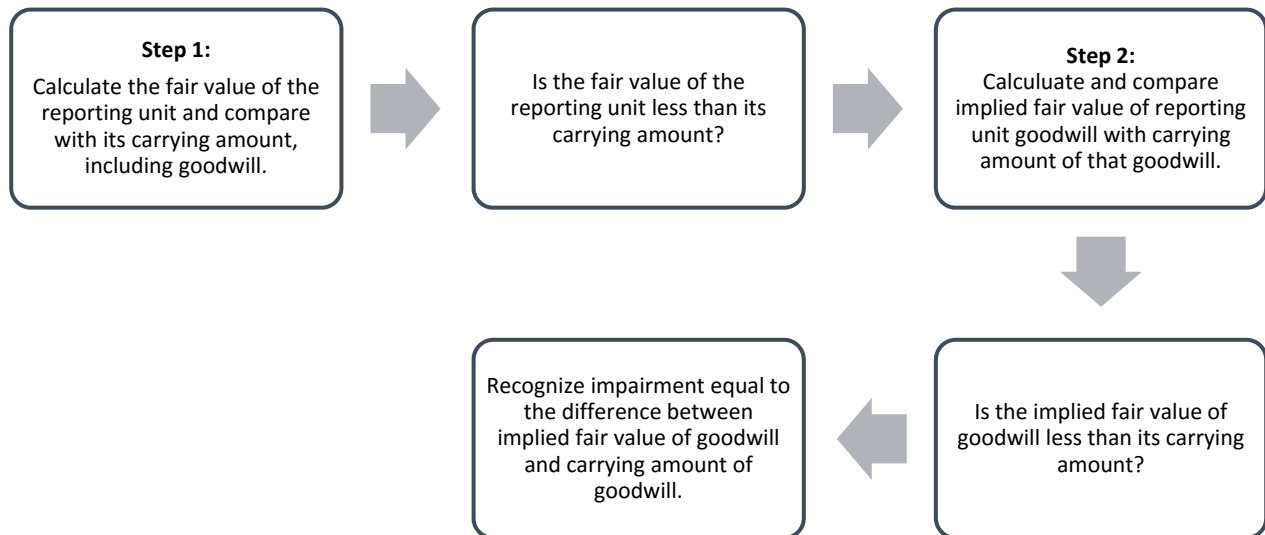 Step 1:
Calculate the fair value of the
reporting unit and compare
with its carrying amount,
including goodwill.
Is the fair value of the
reporting unit less than its
carrying amount?
Step 2:
Calculuate and compare
implied fair value of reporting
unit goodwill with carrying
amount of that goodwill.
Is the implied fair value of
goodwill less than its carrying
amount?
Recognize impairment equal to
the difference between
implied fair value of goodwill
and carrying amount of
goodwill.